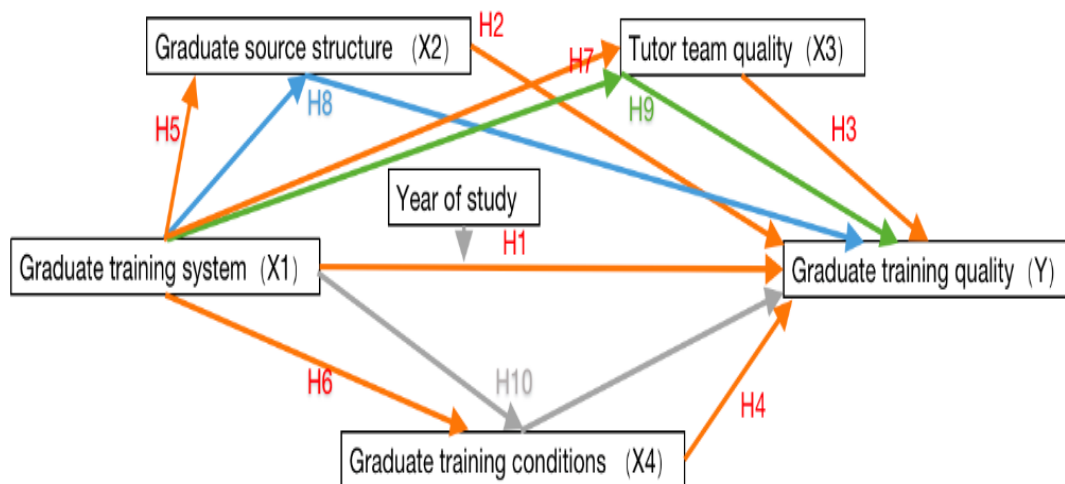 H2
Graduate source structure (X2)
Tutor team quality (X3)
H7
H8
H9
H5
H3
Year of study
H1
Graduate training system (X1)
Graduate training quality (Y)
H6
H10
H4
Graduate training conditions (X4)